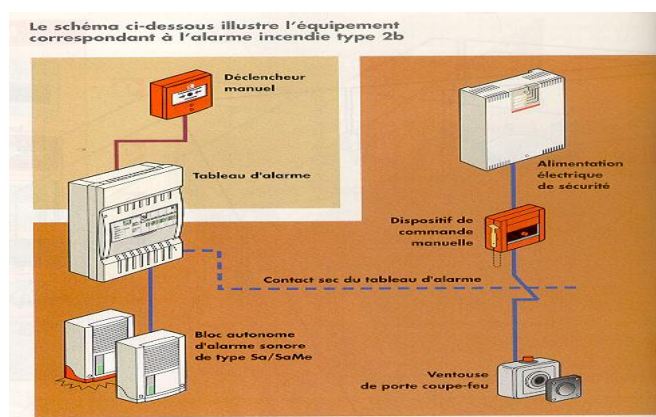 Le schéma ci-dessous illustre l'équipement
correspondant à l'alarme incendie type 2b
Déclencheur
manuel
Tableau d'alarme
Alimentation
électrique
de sécurité
Dispositif de
commande
manuelle
Contact sec du tableau d'alarme
Bloc autonome
d'alarme sonore
de type Sa/SaMe
Ventouse
de porte coupe-feu